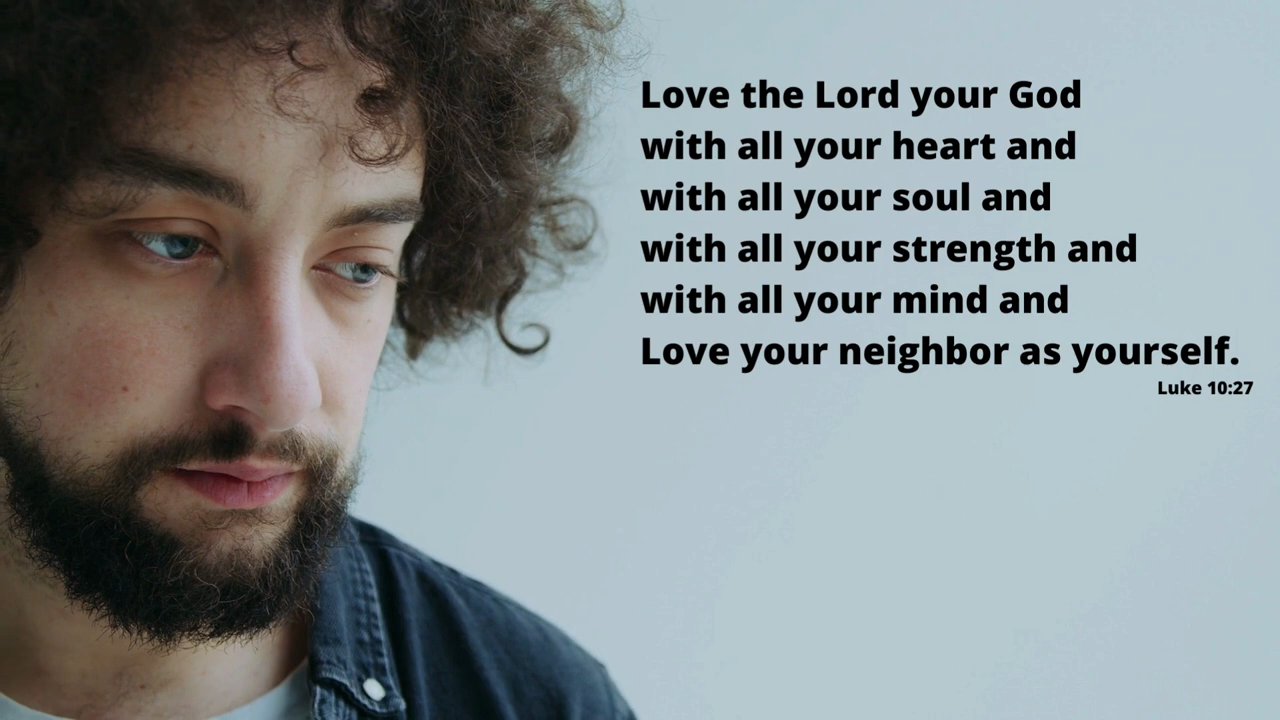 Love the Lord your God
with all your heart and
with all your soul and
with all your strength and
with all your mind and
Love your neighbor as yourself.
Luke 10:27